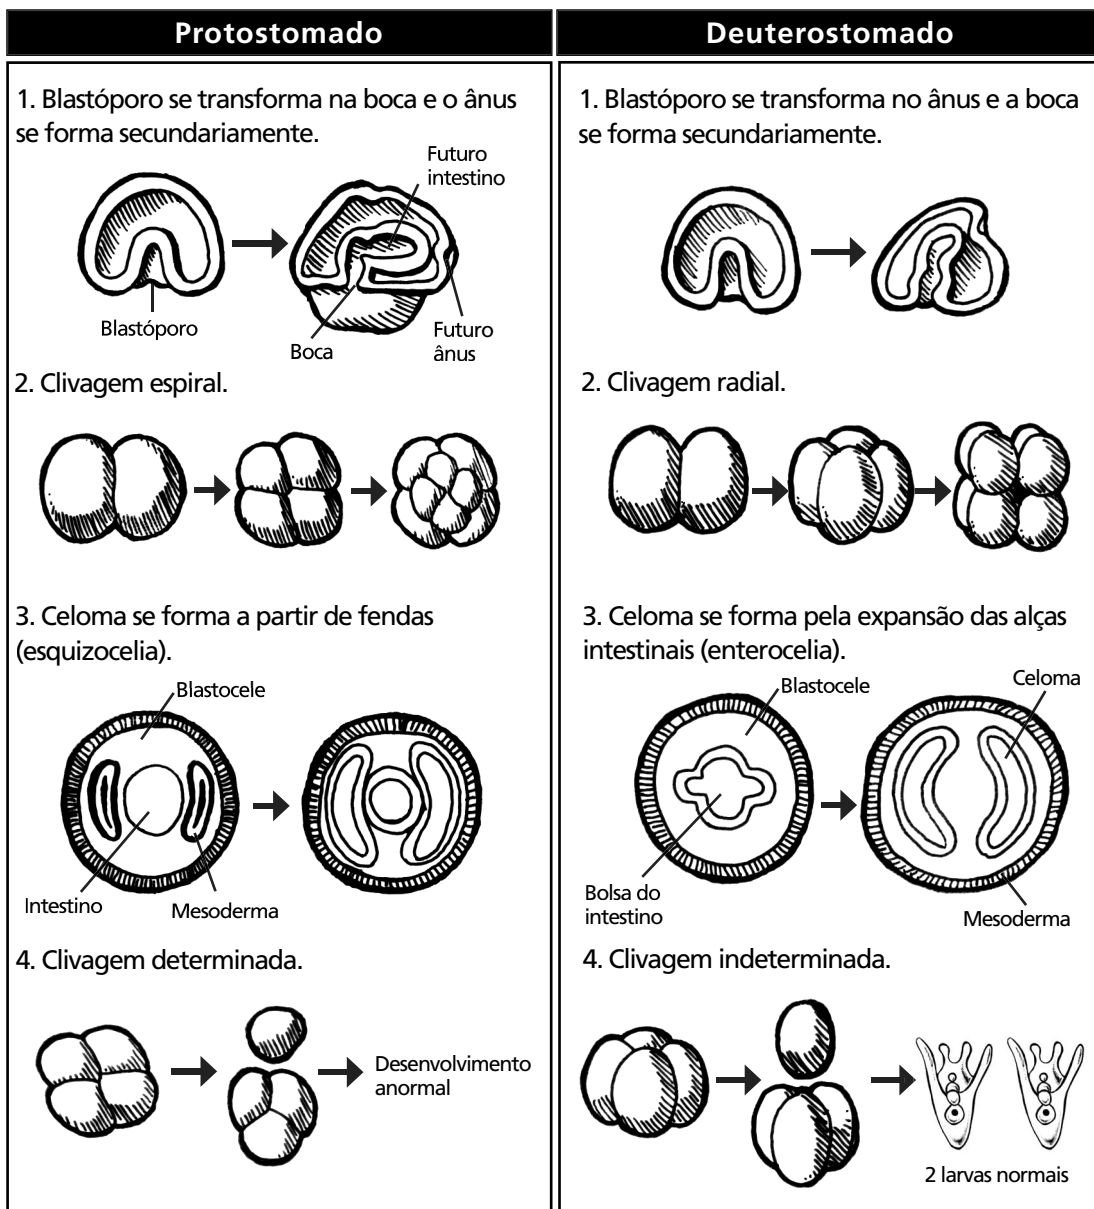 Protostomado
1. Blastóporo se transforma na boca e o ânus
se forma secundariamente.
Futuro
intestino
Blastóporo
Boca
Futuro
ânus
2. Clivagem espiral.
3. Celoma se forma a partir de fendas
(esquizocelia).
Blastocele
Intestino
Mesoderma
4. Clivagem determinada.
Desenvolvimento
anormal
Deuterostomado
1. Blastóporo se transforma no ânus e a boca
se forma secundariamente.
2. Clivagem radial.
3. Celoma se forma pela expansão das alças
intestinais (enterocelia).
Blastocele
Celoma
Bolsa do
intestino
Mesoderma
4. Clivagem indeterminada.
2 larvas normais